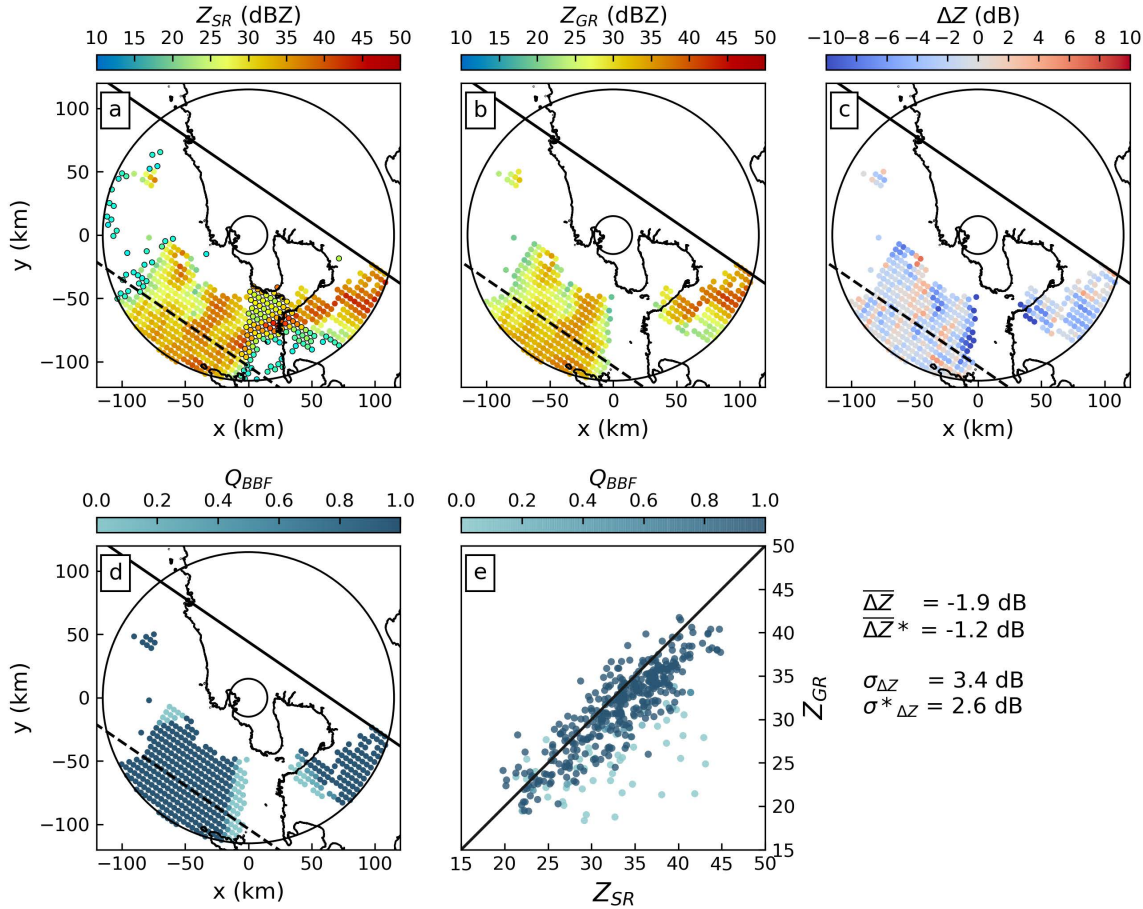 Z_SR (dBZ)
10 15 20 25 30 35 40 45 50
Z_GR (dBZ)
10 15 20 25 30 35 40 45 50
ΔZ (dB)
−10 −8 −6 −4 −2 0 2 4 6 8 10
a
b
c
100
50
0
−50
−100
y (km)
−100 −50 0 50 100
−100 −50 0 50 100
−100 −50 0 50 100
x (km)
x (km)
x (km)
Q_BBF
0.0 0.2 0.4 0.6 0.8 1.0
Q_BBF
0.0 0.2 0.4 0.6 0.8 1.0
d
e
100
50
0
−50
−100
y (km)
−100 −50 0 50 100
x (km)
50
45
40
35
30
25
20
15
Z_GR
15 20 25 30 35 40 45 50
Z_SR
ΔZ = -1.9 dB
ΔZ* = -1.2 dB
σ_ΔZ = 3.4 dB
σ*_ΔZ = 2.6 dB